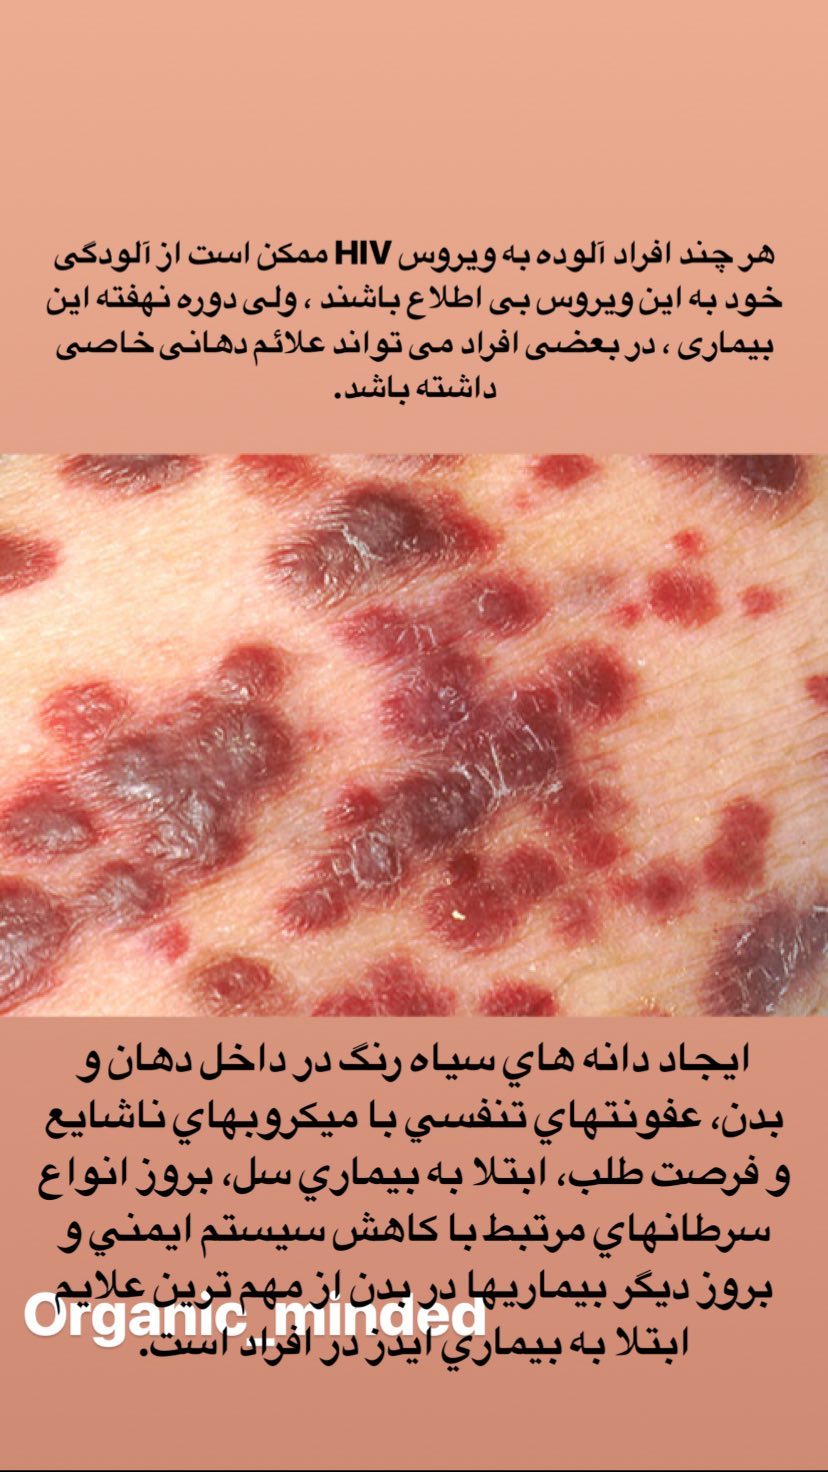 هر چند افراد آلوده به ویروس HIV ممکن است از آلودگی
خود به این ویروس بی اطلاع باشند ، ولی دوره نهفته این
بیماری ، در بعضی افراد می تواند علائم دهانی خاصی
داشته باشد.
ايجاد دانه هاي سياه رنگ در داخل دهان و
بدن، عفونتهاي تنفسي با ميكروبهاي ناشايع
و فرصت طلب، ابتلا به بيماري سل، بروز انواع
سرطانهاي مرتبط با كاهش سيستم ايمني و
بروز ديگر بيماريها در بدن از مهم ترين علايم
Organic_minded
ابتلا به بيماري ايدز در افراد است.